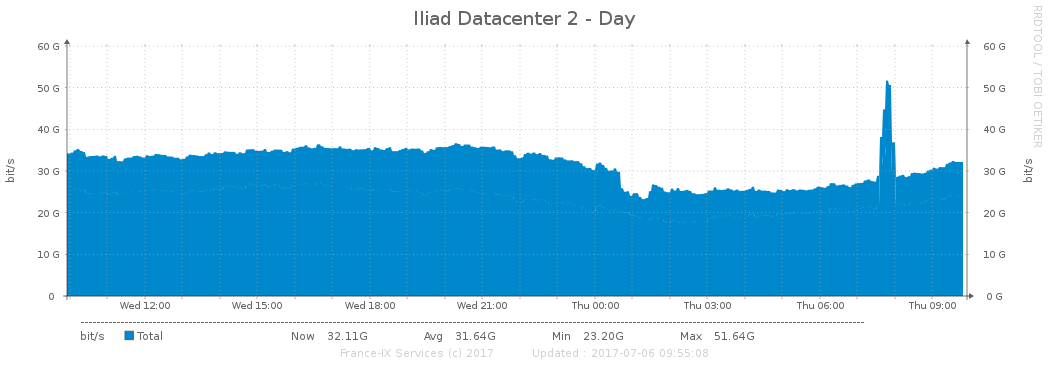 Iliad Datacenter 2 - Day
RRDTOOL / TOBI OETIKER
60 G 60 G
50 G 50 G
40 G 40 G
30 G 30 G
20 G 20 G
10 G 10 G
0 0 G
bit/s bit/s
Wed 12:00 Wed 15:00 Wed 18:00 Wed 21:00 Thu 00:00 Thu 03:00 Thu 06:00 Thu 09:00
bit/s Total Now 32.11G Avg 31.64G Min 23.20G Max 51.64G
France-IX Services (c) 2017 Updated : 2017-07-06 09:55:08